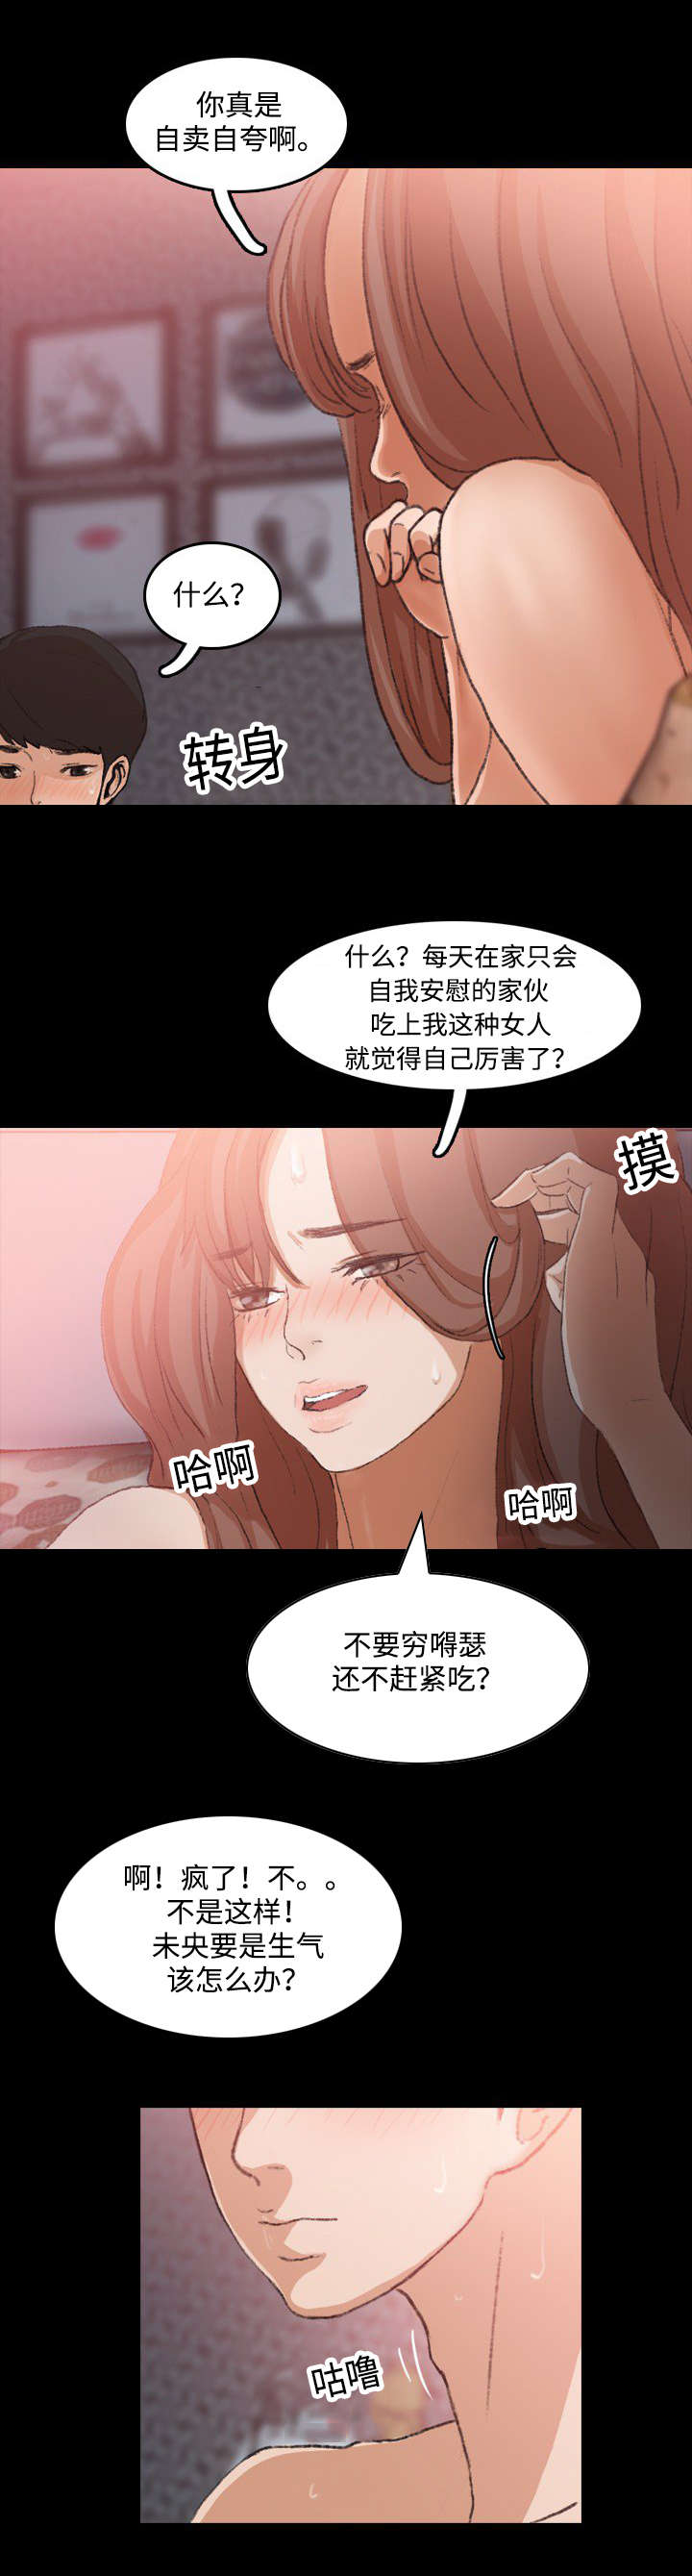 你真是
自卖自夸啊。
什么？
转身
什么？每天在家只会
自我安慰的家伙
吃上我这种女人
就觉得自己厉害了？
摸
哈啊
哈啊
不要穷嘚瑟
还不赶紧吃？
啊！疯了！不。。
不是这样！
未央要是生气
该怎么办？
咕噜